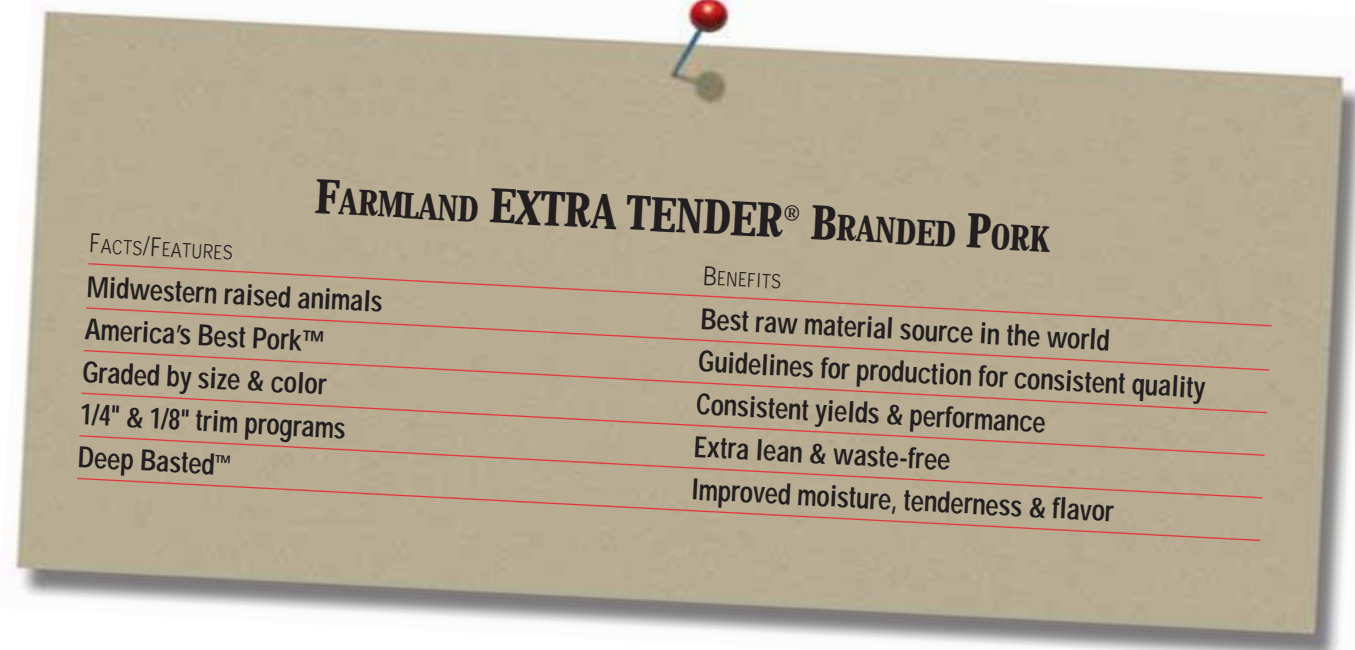 FARMLAND EXTRA TENDER® BRANDED PORK
FACTS/FEATURES BENEFITS
Midwestern raised animals Best raw material source in the world
America's Best Pork™ Guidelines for production for consistent quality
Graded by size & color Consistent yields & performance
1/4" & 1/8" trim programs Extra lean & waste-free
Deep Basted™ Improved moisture, tenderness & flavor